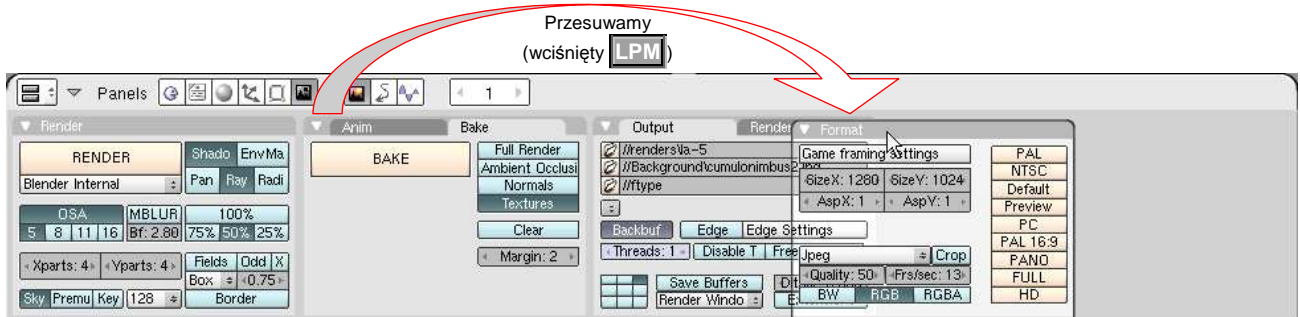 Przesuwamy
(wciśnięty LPM)
Panels 1
Render
RENDER
Blender Internal
Shado EnvMa
Pan Ray Radi
OSA MBLUR 100%
5 8 11 16 Bf: 2.80 75% 50% 25%
Xparts: 4 Yparts: 4 Fields Odd X
Box 0.75
Sky Premu Key 128 Border
Anim Bake
BAKE
Full Render
Ambient Occlusi
Normals
Textures
Clear
Margin: 2
Output Render
//renders\la-5
//Background\cumulonimbus2.jpg
//ftype
Backbuf Edge Edge Settings
Threads: 1 Disable T Free
Save Buffers
Render Windo
Format
Game framing settings
SizeX: 1280 SizeY: 1024
AspX: 1 AspY: 1
Jpeg Crop
Quality: 50 Frs/sec: 13
BW RGB RGBA
PAL
NTSC
Default
Preview
PC
PAL 16:9
PANO
FULL
HD